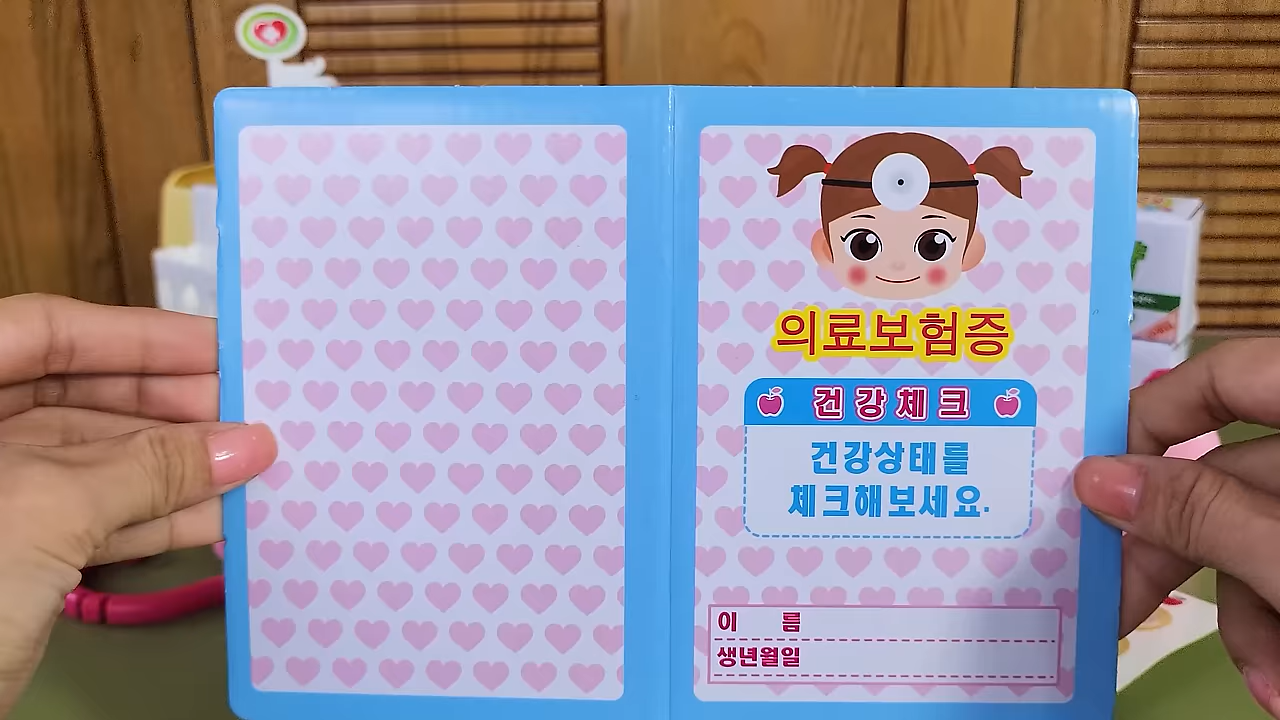 의료보험증
건강체크
건강상태를
체크해보세요.
이 름
생년월일